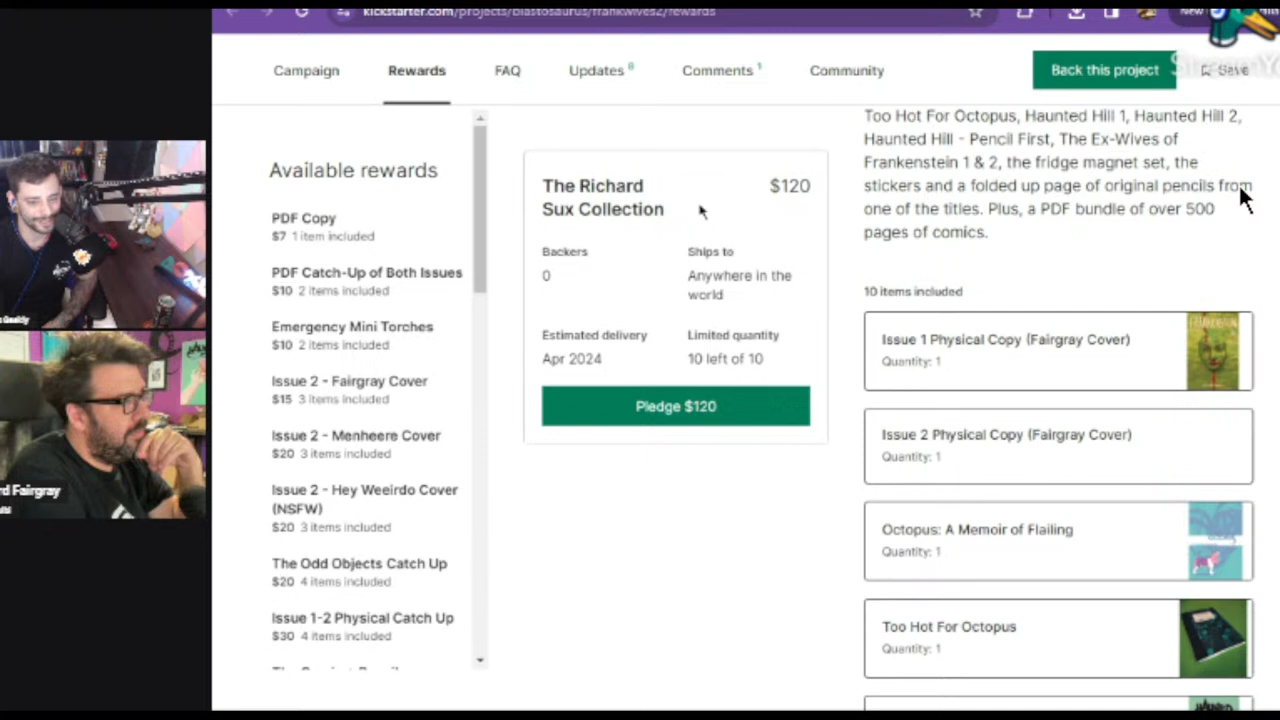 kickstarter.com/projects/blastosaurus/frankwives2/rewards
New
Campaign
Rewards
FAQ
Updates 8
Comments 1
Community
Back this project
Save
Available rewards
PDF Copy
$7 1 item included
PDF Catch-Up of Both Issues
$10 2 items included
Emergency Mini Torches
$10 2 items included
Issue 2 - Fairgray Cover
$15 3 items included
Issue 2 - Menheere Cover
$20 3 items included
Issue 2 - Hey Weeirdo Cover
(NSFW)
$20 3 items included
The Odd Objects Catch Up
$20 4 items included
Issue 1-2 Physical Catch Up
$30 4 items included
The Richard
Sux Collection
$120
Backers
0
Ships to
Anywhere in the
world
Estimated delivery
Apr 2024
Limited quantity
10 left of 10
Pledge $120
Too Hot For Octopus, Haunted Hill 1, Haunted Hill 2,
Haunted Hill - Pencil First, The Ex-Wives of
Frankenstein 1 & 2, the fridge magnet set, the
stickers and a folded up page of original pencils from
one of the titles. Plus, a PDF bundle of over 500
pages of comics.
10 items included
Issue 1 Physical Copy (Fairgray Cover)
Quantity: 1
Issue 2 Physical Copy (Fairgray Cover)
Quantity: 1
Octopus: A Memoir of Flailing
Quantity: 1
Too Hot For Octopus
Quantity: 1
rd Fairgray